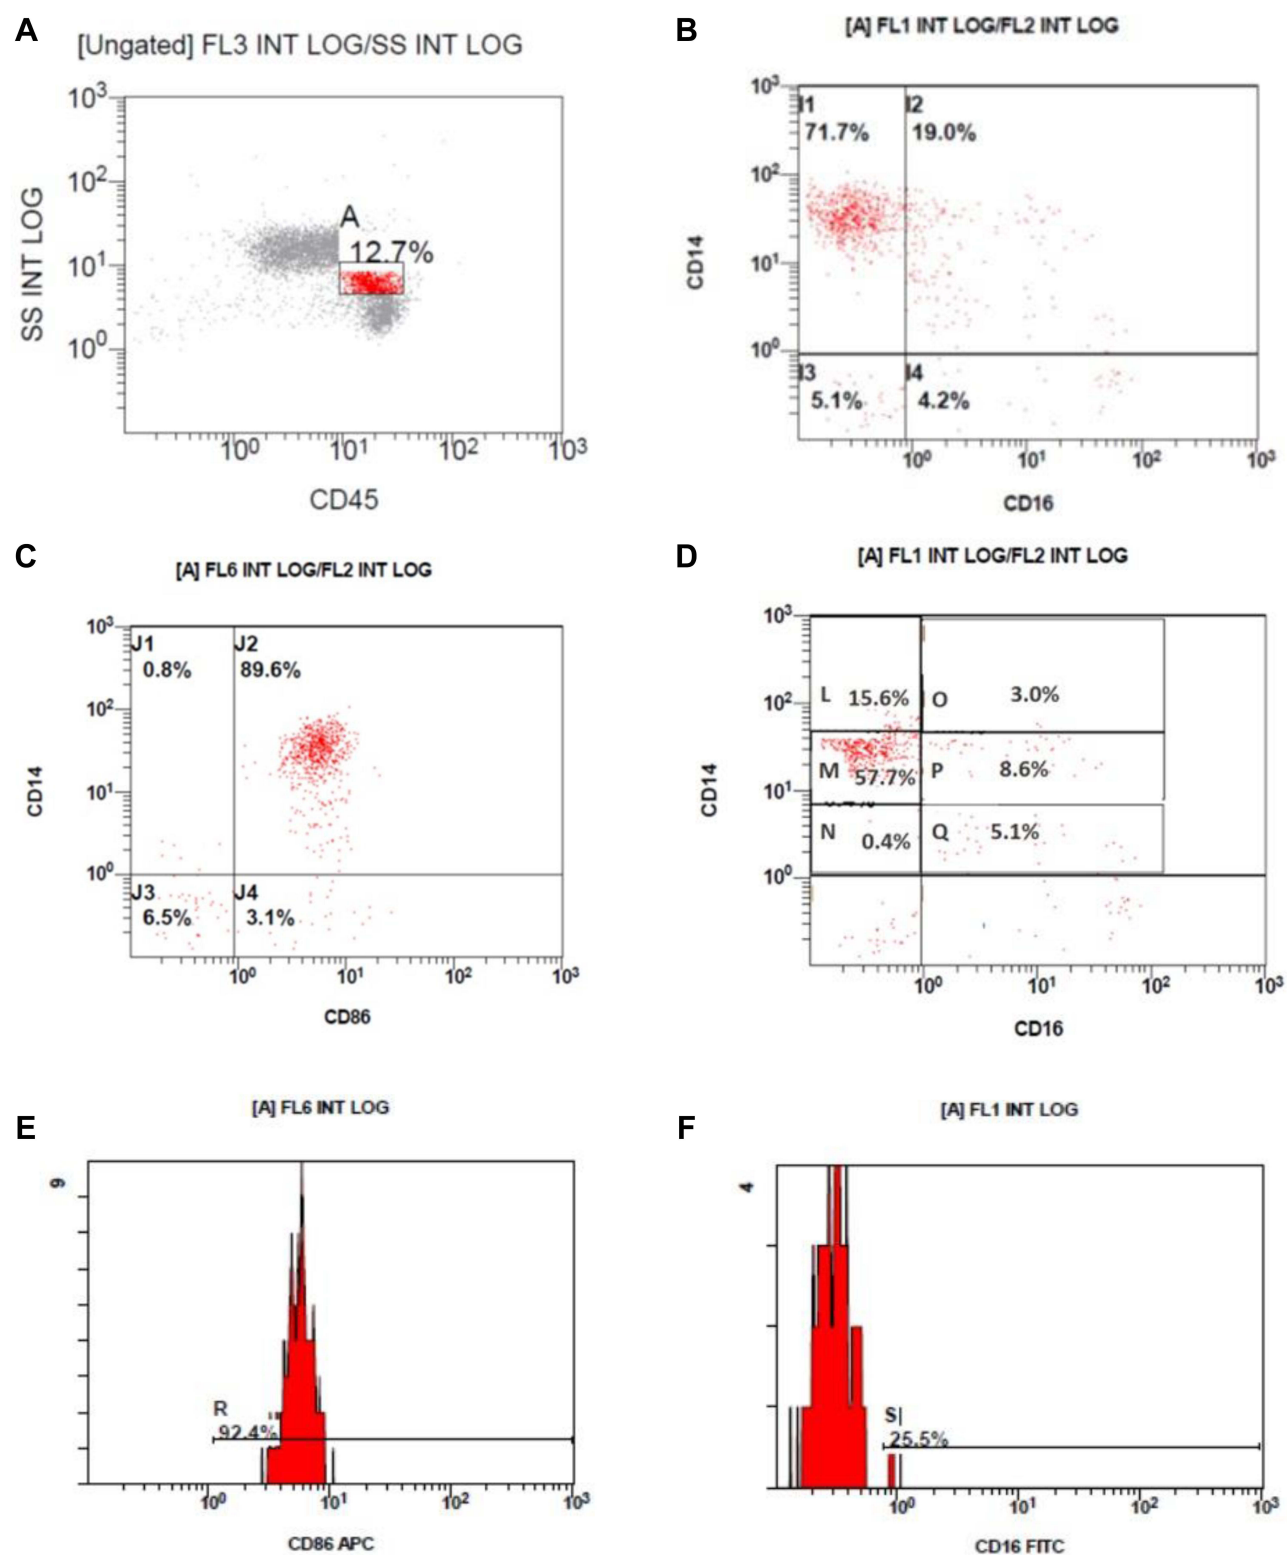 A
[Ungated] FL3 INT LOG/SS INT LOG
10³
10²
10¹
10⁰
SS INT LOG
A
12.7%
10⁰ 10¹ 10² 10³
CD45
B
[A] FL1 INT LOG/FL2 INT LOG
10³
10²
10¹
10⁰
CD14
I1 I2
71.7% 19.0%
I3 I4
5.1% 4.2%
10⁰ 10¹ 10² 10³
CD16
C
[A] FL6 INT LOG/FL2 INT LOG
10³
10²
10¹
10⁰
CD14
J1 J2
0.8% 89.6%
J3 J4
6.5% 3.1%
10⁰ 10¹ 10² 10³
CD86
D
[A] FL1 INT LOG/FL2 INT LOG
10³
10²
10¹
10⁰
CD14
L 15.6% O 3.0%
M 57.7% P 8.6%
N 0.4% Q 5.1%
10⁰ 10¹ 10² 10³
CD16
E
[A] FL6 INT LOG
9
R
92.4%
10⁰ 10¹ 10² 10³
CD86 APC
F
[A] FL1 INT LOG
4
S
25.5%
10⁰ 10¹ 10² 10³
CD16 FITC